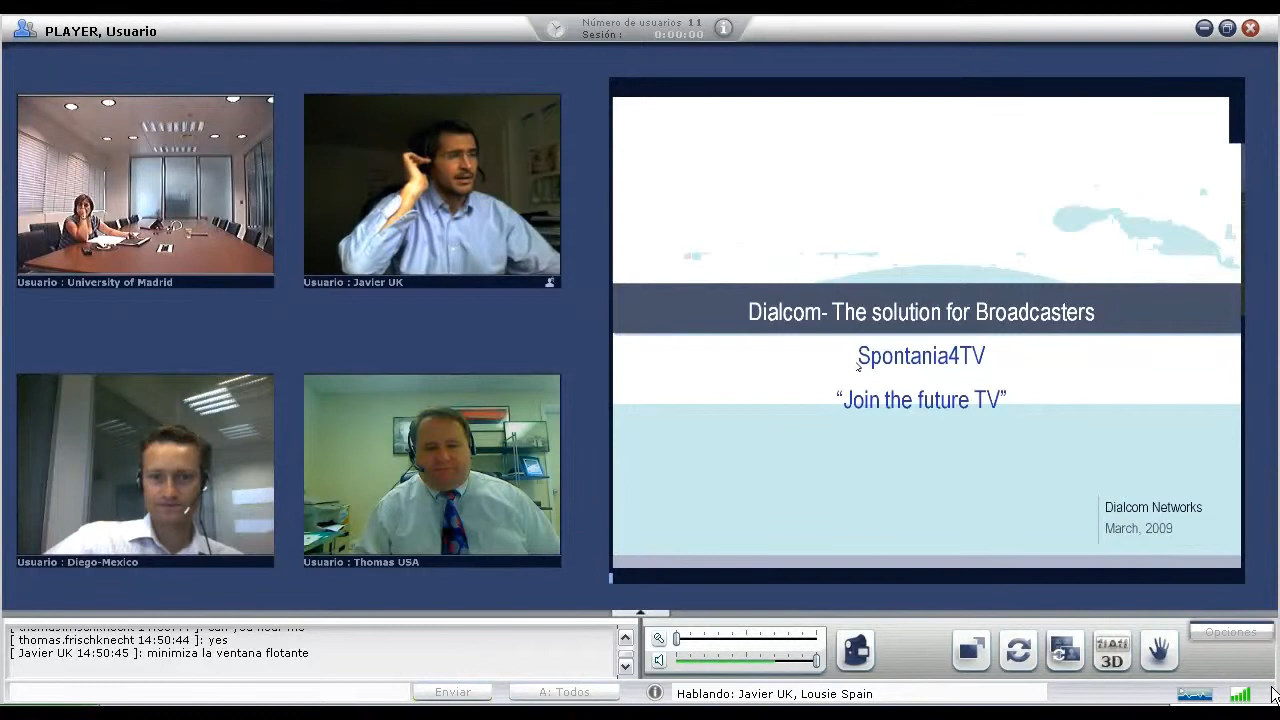 PLAYER, Usuario
Número de usuarios 11
Sesión : 0:00:00
Usuario : University of Madrid
Usuario : Javier UK
Usuario : Diego-Mexico
Usuario : Thomas USA
Dialcom- The solution for Broadcasters
Spontania4TV
“Join the future TV”
Dialcom Networks
March, 2009
[ thomas.frischknecht 14:50:44 ]: yes
[ Javier UK 14:50:45 ]: minimiza la ventana flotante
Enviar
A: Todos
Hablando: Javier UK, Lousie Spain
3D
Opciones